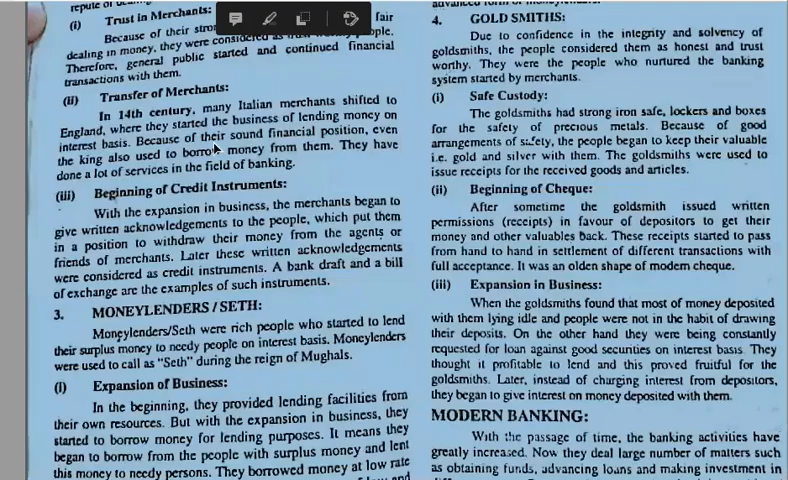 repute of
(i) Trust in Merchants:
Because of their fair
dealing in money, they were considered as people.
Therefore, general public started and continued financial
transactions with them.
(ii) Transfer of Merchants:
In 14th century, many Italian merchants shifted to
England, where they started the business of lending money on
interest basis. Because of their sound financial position, even
the king also used to borrow money from them. They have
done a lot of services in the field of banking.
(iii) Beginning of Credit Instruments:
With the expansion in business, the merchants began to
give written acknowledgements to the people, which put them
in a position to withdraw their money from the agents or
friends of merchants. Later these written acknowledgements
were considered as credit instruments. A bank draft and a bill
of exchange are the examples of such instruments.
3. MONEYLENDERS / SETH:
Moneylenders/Seth were rich people who started to lend
their surplus money to needy people on interest basis. Moneylenders
were used to call as "Seth" during the reign of Mughals.
(i) Expansion of Business:
In the beginning, they provided lending facilities from
their own resources. But with the expansion in business, they
started to borrow money for lending purposes. It means they
began to borrow from the people with surplus money and lent
this money to needy persons. They borrowed money at low rate
4. GOLD SMITHS:
Due to confidence in the integrity and solvency of
goldsmiths, the people considered them as honest and trust
worthy. They were the people who nurtured the banking
system started by merchants.
(i) Safe Custody:
The goldsmiths had strong iron safe, lockers and boxes
for the safety of precious metals. Because of good
arrangements of safety, the people began to keep their valuable
i.e. gold and silver with them. The goldsmiths were used to
issue receipts for the received goods and articles.
(ii) Beginning of Cheque:
After sometime the goldsmith issued written
permissions (receipts) in favour of depositors to get their
money and other valuables back. These receipts started to pass
from hand to hand in settlement of different transactions with
full acceptance. It was an olden shape of modern cheque.
(iii) Expansion in Business:
When the goldsmiths found that most of money deposited
with them lying idle and people were not in the habit of drawing
their deposits. On the other hand they were being constantly
requested for loan against good securities on interest basis. They
thought it profitable to lend and this proved fruitful for the
goldsmiths. Later, instead of charging interest from depositors,
they began to give interest on money deposited with them.
MODERN BANKING:
With the passage of time, the banking activities have
greatly increased. Now they deal large number of matters such
as obtaining funds, advancing loans and making investment in